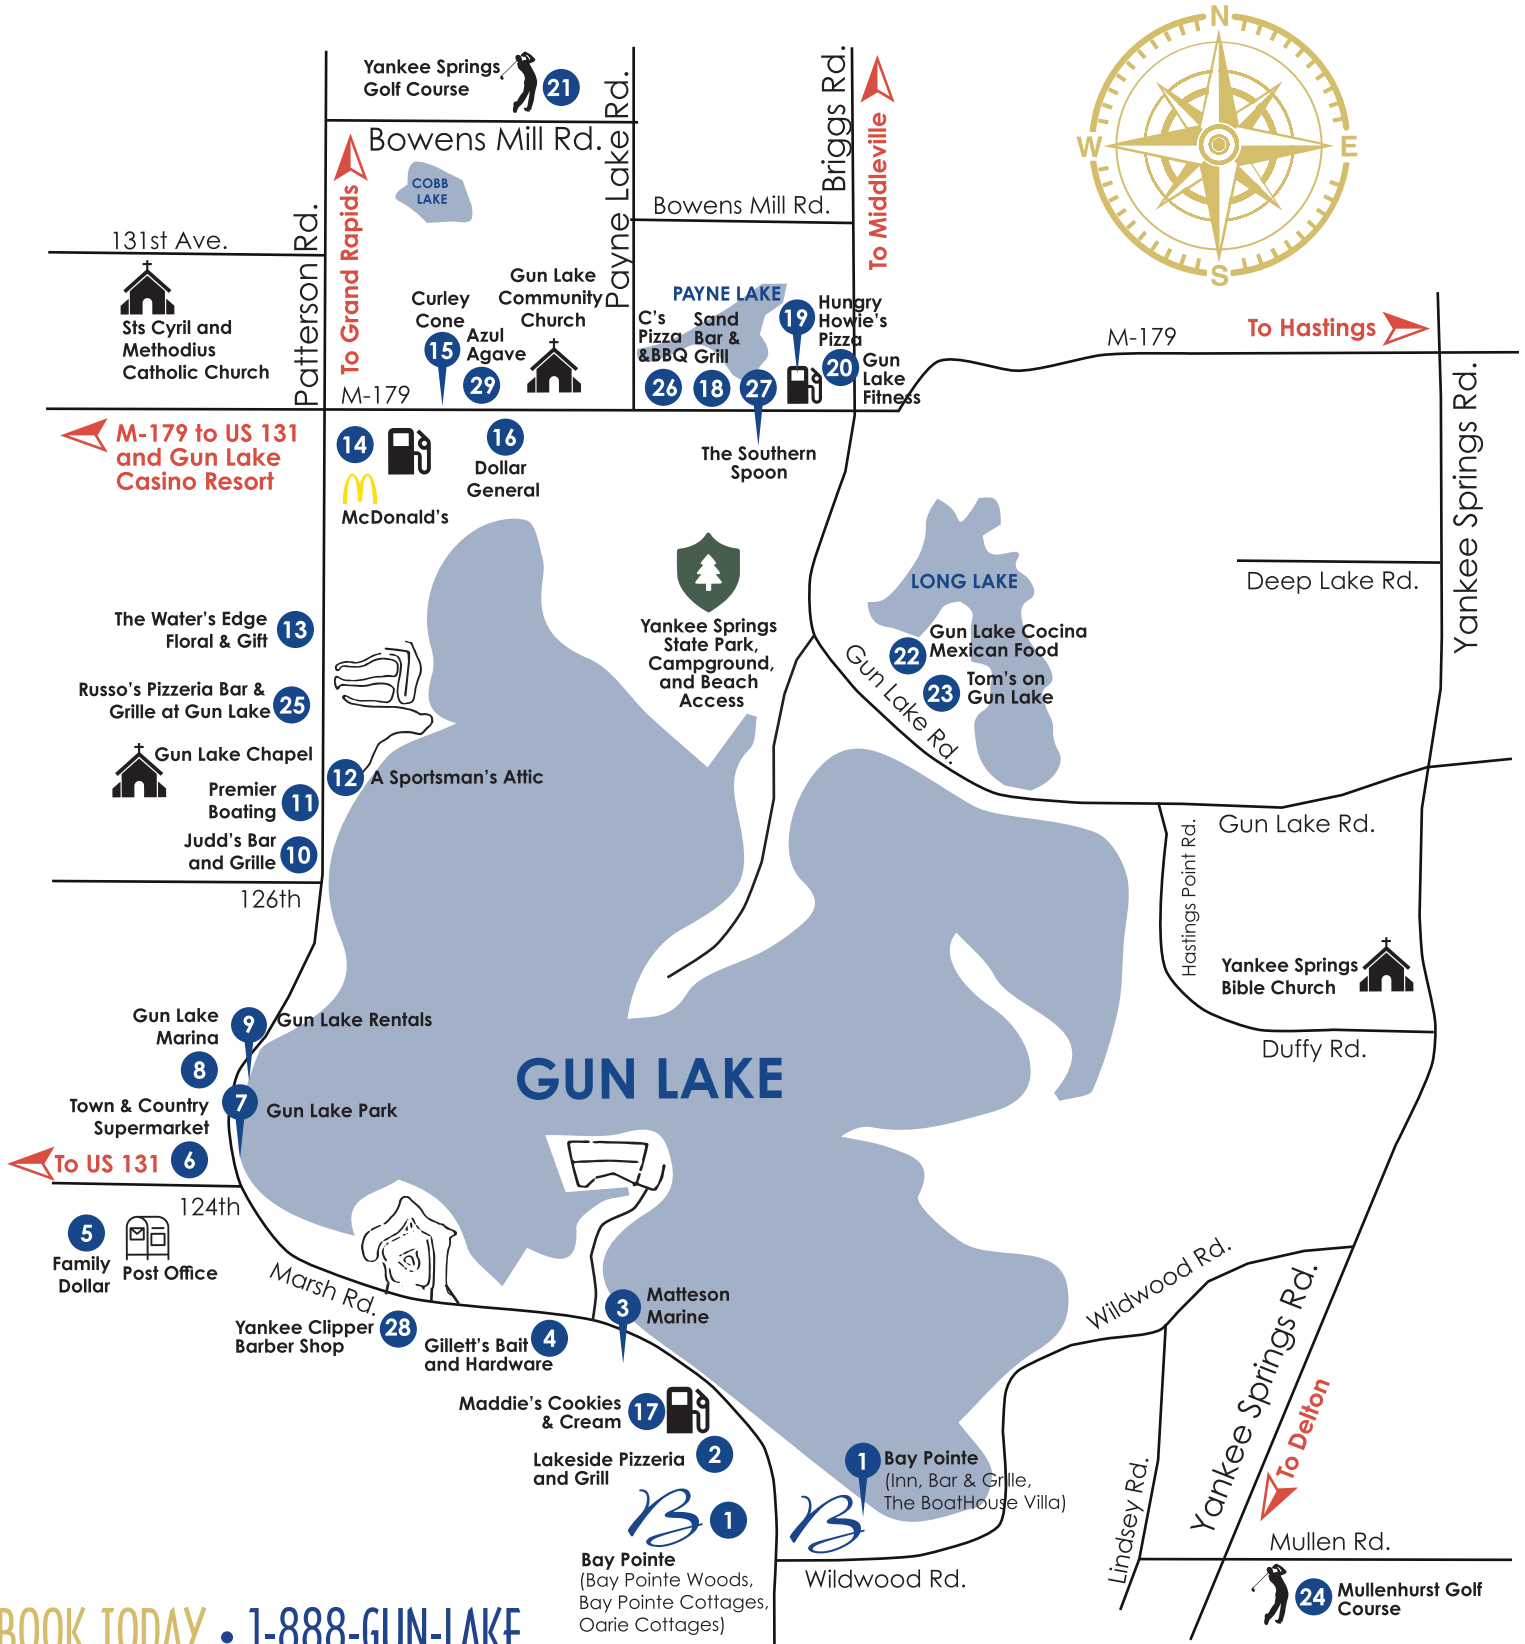 N
W
E
S
Yankee Springs
Golf Course
21
Bowens Mill Rd.
Payne Lake Rd.
Briggs Rd.
To Middleville
To Grand Rapids
Patterson Rd.
COBB
LAKE
Bowens Mill Rd.
131st Ave.
Sts Cyril and
Methodius
Catholic Church
Curley
Cone
15
Azul
Agave
29
Gun Lake
Community
Church
PAYNE LAKE
C's
Pizza
&BBQ
26
Sand
Bar &
Grill
18
27
19
Hungry
Howie's
Pizza
20
Gun
Lake
Fitness
M-179
To Hastings
M-179
M-179 to US 131
and Gun Lake
Casino Resort
14
McDonald's
16
Dollar
General
The Southern
Spoon
Yankee Springs Rd.
Yankee Springs
State Park,
Campground,
and Beach
Access
LONG LAKE
Deep Lake Rd.
The Water's Edge
Floral & Gift
13
Gun Lake Cocina
Mexican Food
22
Tom's on
Gun Lake
23
Gun Lake Rd.
Russo's Pizzeria Bar &
Grille at Gun Lake
25
Gun Lake Chapel
12
A Sportsman's Attic
Premier
Boating
11
Judd's Bar
and Grille
10
126th
Gun Lake Rd.
Hastings Point Rd.
Yankee Springs
Bible Church
Duffy Rd.
Gun Lake
Marina
8
9
Gun Lake Rentals
GUN LAKE
7
Gun Lake Park
Town & Country
Supermarket
6
To US 131
124th
5
Family
Dollar
Post Office
Marsh Rd.
Yankee Clipper
Barber Shop
28
Gillett's Bait
and Hardware
4
3
Matteson
Marine
Wildwood Rd.
Yankee Springs Rd.
To Delton
Maddie's Cookies
& Cream
17
Lakeside Pizzeria
and Grill
2
B
1
Bay Pointe
(Bay Pointe Woods,
Bay Pointe Cottages,
Oarie Cottages)
1
Bay Pointe
(Inn, Bar & Grille,
The BoatHouse Villa)
B
Wildwood Rd.
Lindsey Rd.
Mullen Rd.
24
Mullenhurst Golf
Course
BOOK TODAY • 1-888-GUN-LAKE